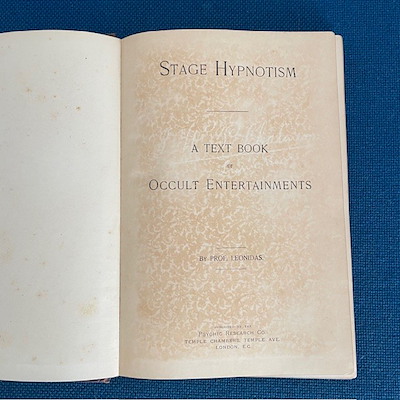 STAGE HYPNOTISM
A TEXT BOOK
OF
OCCULT ENTERTAINMENTS
BY PROF. LEONIDAS.
PSYCHIC RESEARCH CO.
TEMPLE CHAMBERS, TEMPLE AVE.
LONDON, E.C.